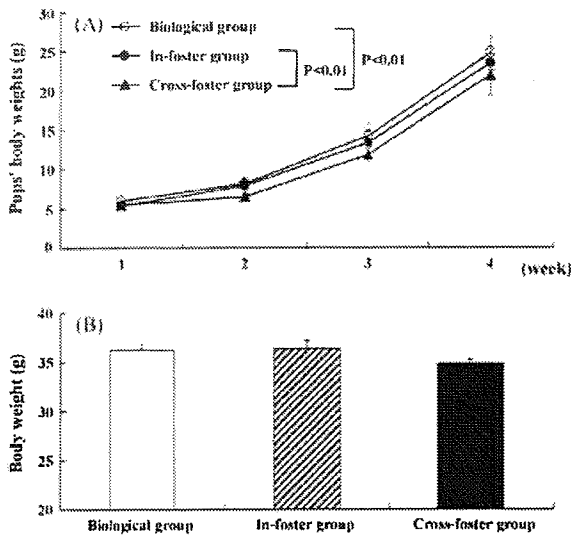 (A)
Biological group
In-foster group
Cross-foster group
P<0.01
P<0.01
Pups' body weights (g)
30
25
20
15
10
5
0
1 2 3 4 (week)
(B)
Body weight (g)
40
35
30
25
20
Biological group In-foster group Cross-foster group